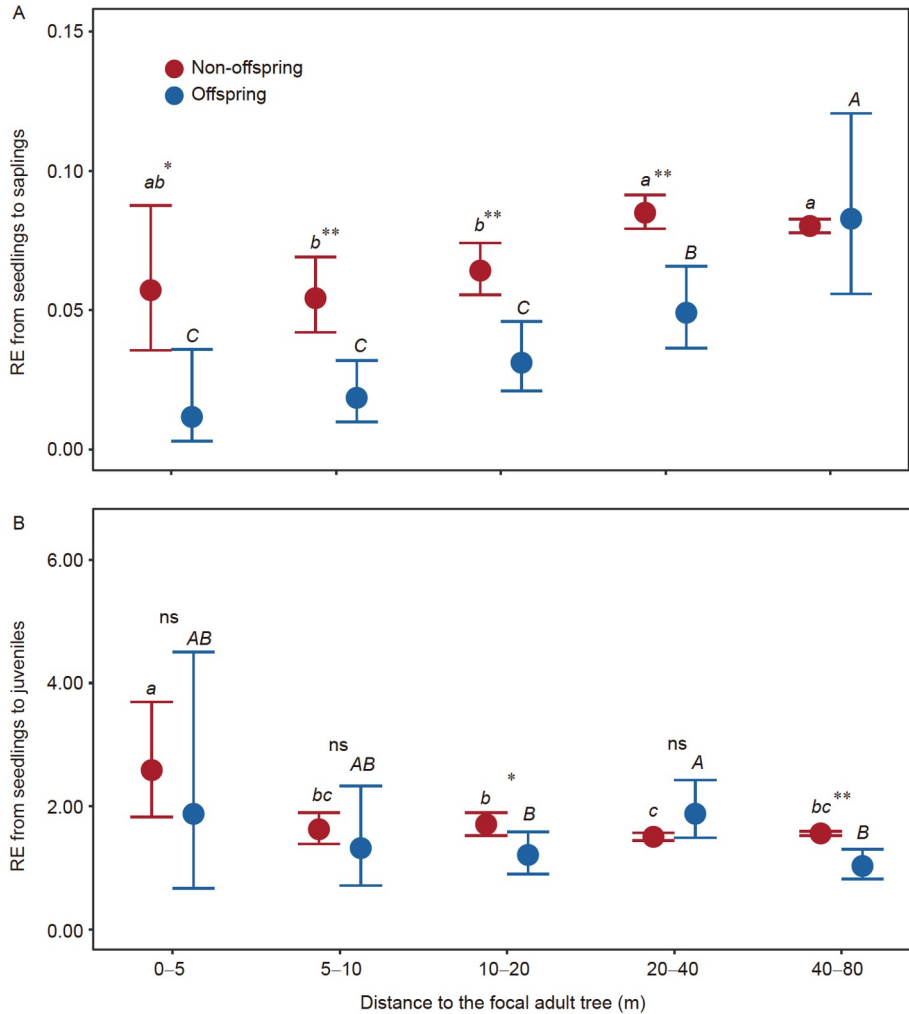 A
0.15
Non-offspring
Offspring
A
ab*
a**
0.10
b**
b**
a
B
0.05
C
C
C
0.00
RE from seedlings to saplings
B
6.00
ns
AB
4.00
a
ns
ns
AB
A
*
bc
b
B
c
bc**
B
2.00
0.00
RE from seedlings to juveniles
0–5
5–10
10–20
20–40
40–80
Distance to the focal adult tree (m)